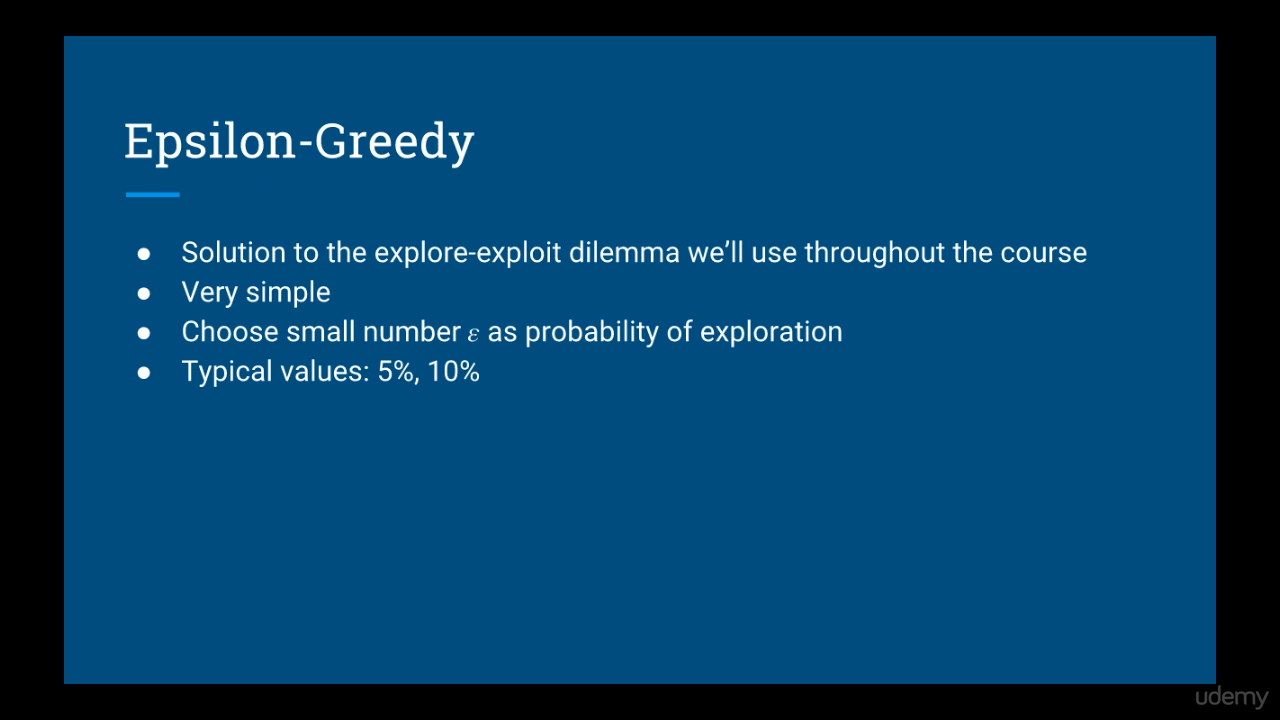 Epsilon-Greedy
● Solution to the explore-exploit dilemma we’ll use throughout the course
● Very simple
● Choose small number ε as probability of exploration
● Typical values: 5%, 10%
udemy